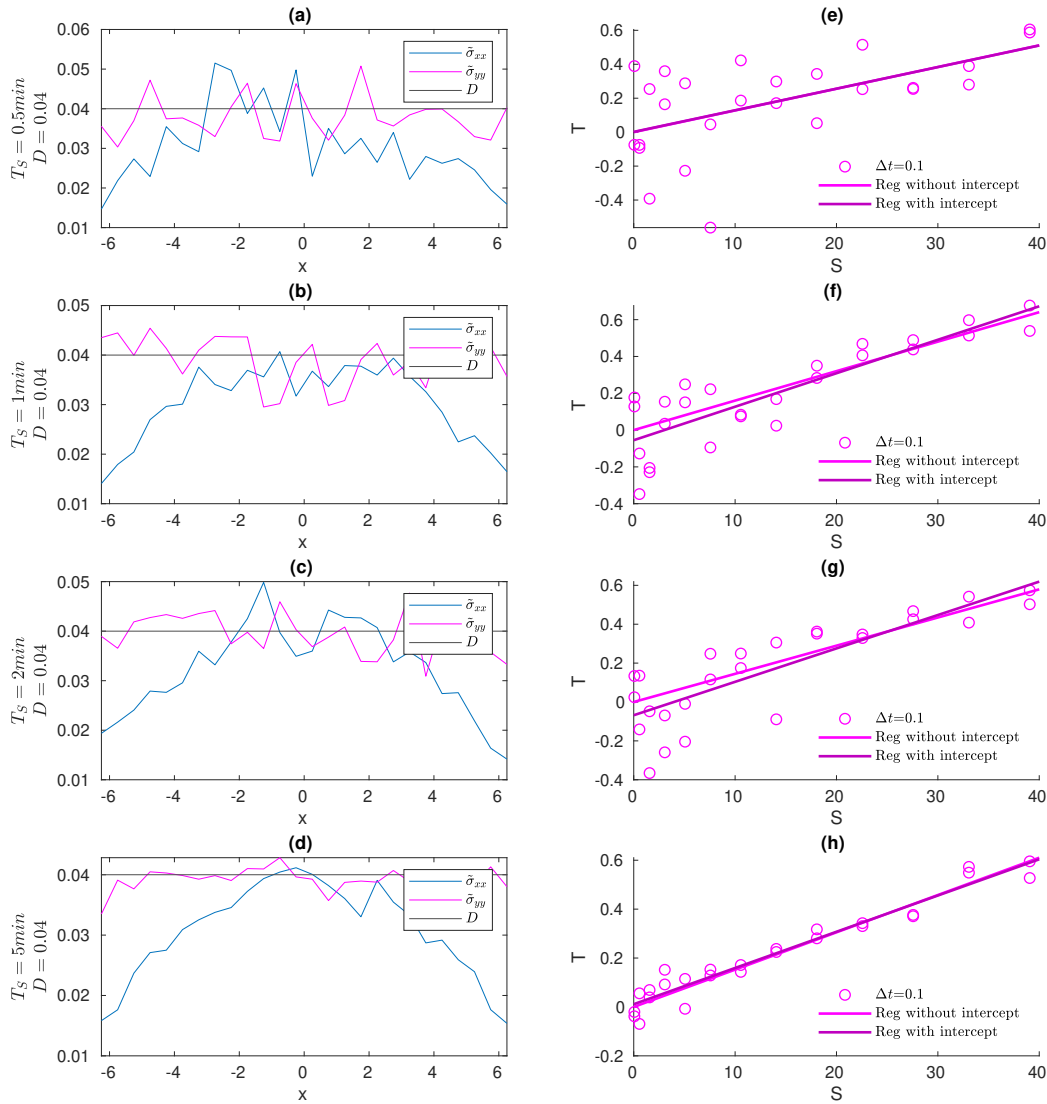 (a)
T_S = 0.5min
D = 0.04
0.06
0.05
0.04
0.03
0.02
0.01
-6
-4
-2
0
2
4
6
x
σ̃_xx
σ̃_yy
D
(e)
T
0.6
0.4
0.2
0
-0.2
-0.4
0
10
20
30
40
S
Δt=0.1
Reg without intercept
Reg with intercept
(b)
T_S = 1min
D = 0.04
0.05
0.04
0.03
0.02
0.01
-6
-4
-2
0
2
4
6
x
σ̃_xx
σ̃_yy
D
(f)
T
0.6
0.4
0.2
0
-0.2
-0.4
0
10
20
30
40
S
Δt=0.1
Reg without intercept
Reg with intercept
(c)
T_S = 2min
D = 0.04
0.05
0.04
0.03
0.02
0.01
-6
-4
-2
0
2
4
6
x
σ̃_xx
σ̃_yy
D
(g)
T
0.6
0.4
0.2
0
-0.2
-0.4
0
10
20
30
40
S
Δt=0.1
Reg without intercept
Reg with intercept
(d)
T_S = 5min
D = 0.04
0.04
0.03
0.02
0.01
-6
-4
-2
0
2
4
6
x
σ̃_xx
σ̃_yy
D
(h)
T
0.6
0.4
0.2
0
-0.2
0
10
20
30
40
S
Δt=0.1
Reg without intercept
Reg with intercept